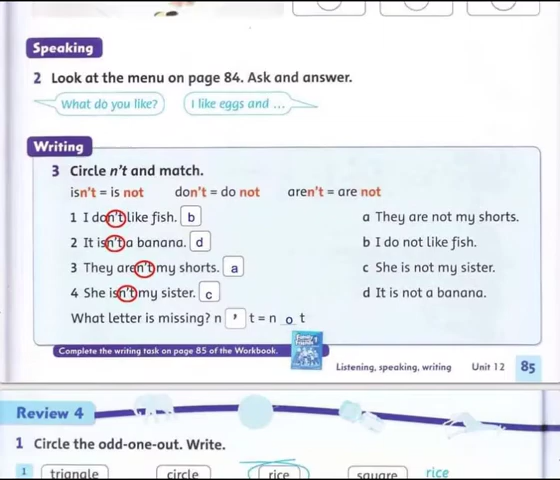 Speaking
2 Look at the menu on page 84. Ask and answer.
What do you like? I like eggs and ...
Writing
3 Circle n't and match.
isn't = is not don't = do not aren't = are not
1 I don't like fish. b a They are not my shorts.
2 It isn't a banana. d b I do not like fish.
3 They aren't my shorts. a c She is not my sister.
4 She isn't my sister. c d It is not a banana.
What letter is missing? n ' t = n o t
Complete the writing task on page 85 of the Workbook.
Listening, speaking, writing Unit 12 85
Review 4
1 Circle the odd-one-out. Write.
1 triangle circle rice square rice